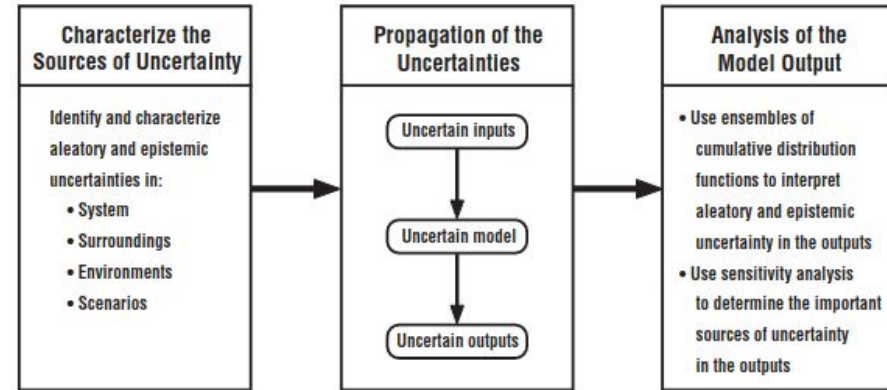 Characterize the
Sources of Uncertainty
Identify and characterize
aleatory and epistemic
uncertainties in:
• System
• Surroundings
• Environments
• Scenarios
Propagation of the
Uncertainties
Uncertain inputs
Uncertain model
Uncertain outputs
Analysis of the
Model Output
• Use ensembles of
cumulative distribution
functions to interpret
aleatory and epistemic
uncertainty in the outputs
• Use sensitivity analysis
to determine the important
sources of uncertainty
in the outputs